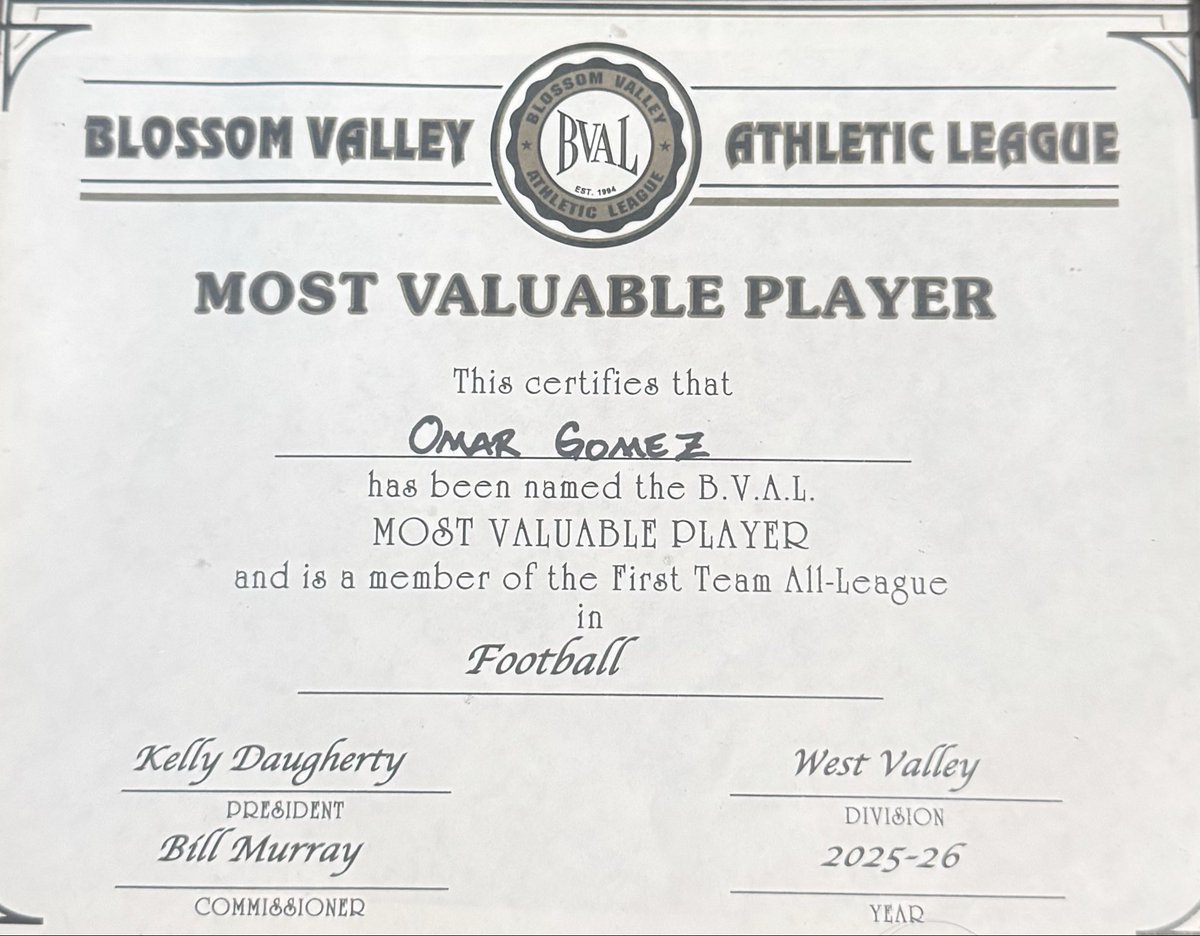 BLOSSOM VALLEY ATHLETIC LEAGUE
BLOSSOM VALLEY
BVAL
EST. 1994
ATHLETIC LEAGUE
MOST VALUABLE PLAYER
This certifies that
OMAR GOMEZ
has been named the B.V.A.L.
MOST VALUABLE PLAYER
and is a member of the First Team All-League
in
Football
Kelly Daugherty
PRESIDENT
Bill Murray
COMMISSIONER
West Valley
DIVISION
2025-26
YEAR